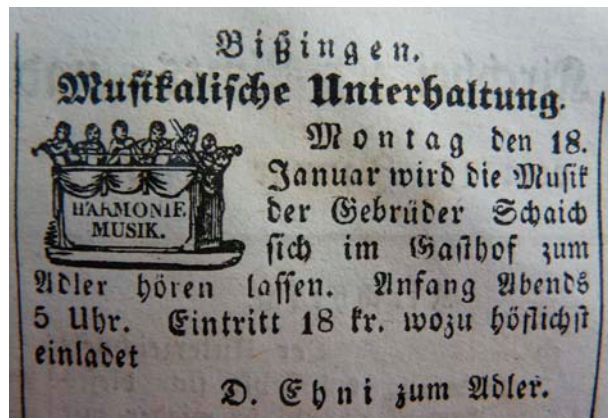 Bißingen.
Musikalische Unterhaltung.
HARMONIE
MUSIK.
Montag den 18.
Januar wird die Musik
der Gebrüder Schaich
sich im Gasthof zum
Adler hören lassen. Anfang Abends
5 Uhr. Eintritt 18 kr. wozu höflichst
einladet
D. Ehni zum Adler.